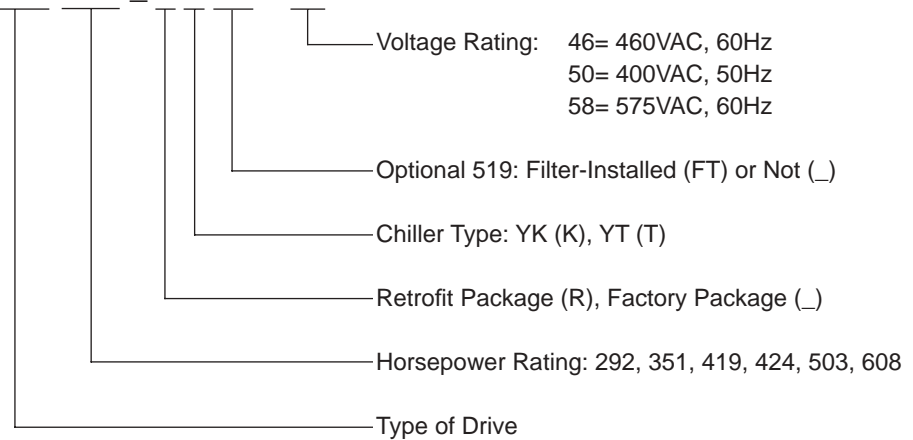 Voltage Rating: 46= 460VAC, 60Hz
50= 400VAC, 50Hz
58= 575VAC, 60Hz
Optional 519: Filter-Installed (FT) or Not (_)
Chiller Type: YK (K), YT (T)
Retrofit Package (R), Factory Package (_)
Horsepower Rating: 292, 351, 419, 424, 503, 608
Type of Drive